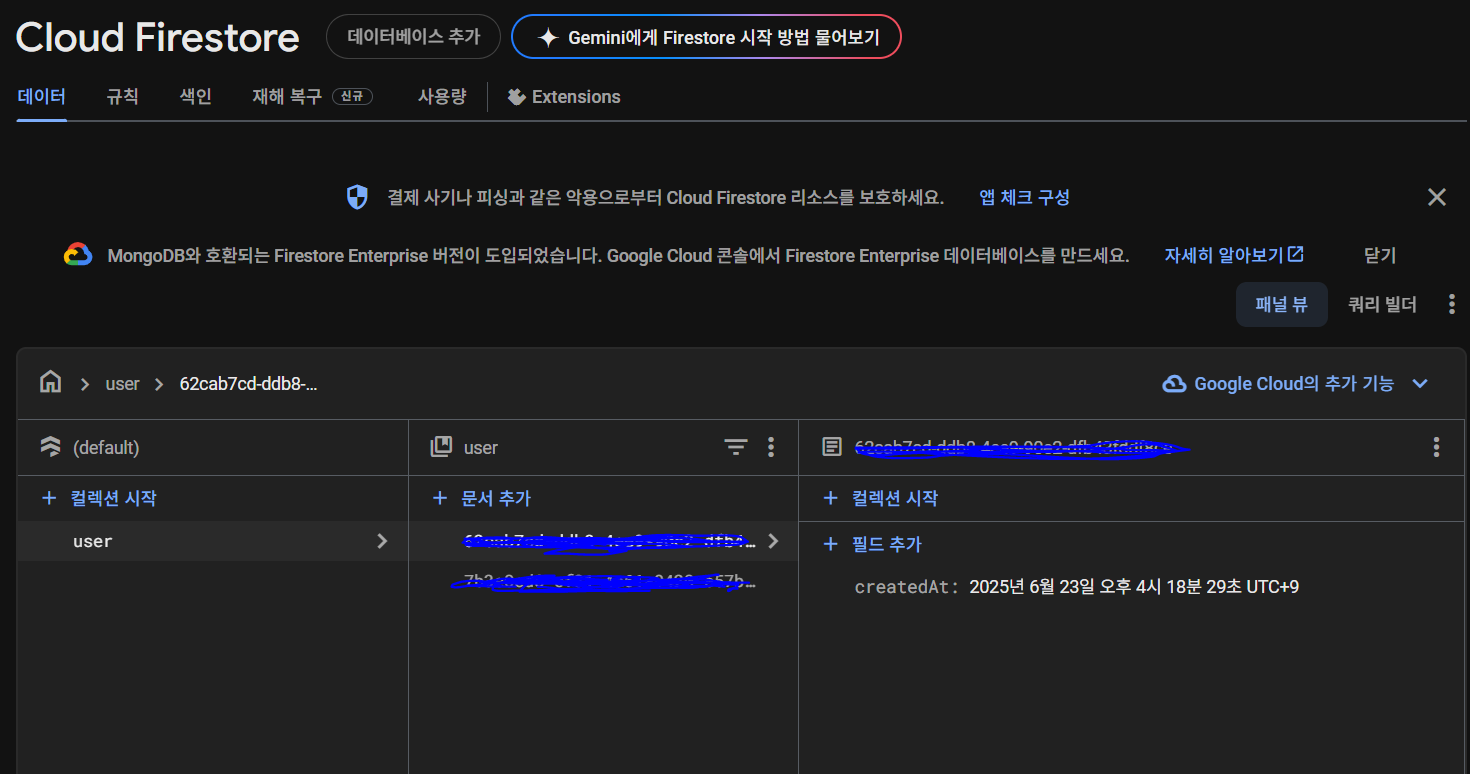 Cloud Firestore 데이터베이스 추가 Gemini에게 Firestore 시작 방법 물어보기
데이터 규칙 색인 재해 복구 신규 사용량 Extensions
결제 사기나 피싱과 같은 악용으로부터 Cloud Firestore 리소스를 보호하세요. 앱 체크 구성
MongoDB와 호환되는 Firestore Enterprise 버전이 도입되었습니다. Google Cloud 콘솔에서 Firestore Enterprise 데이터베이스를 만드세요. 자세히 알아보기 닫기
패널 뷰 쿼리 빌더
user 62cab7cd-ddb8-... Google Cloud의 추가 기능
(default) user
컬렉션 시작 문서 추가 컬렉션 시작
user
필드 추가
createdAt: 2025년 6월 23일 오후 4시 18분 29초 UTC+9